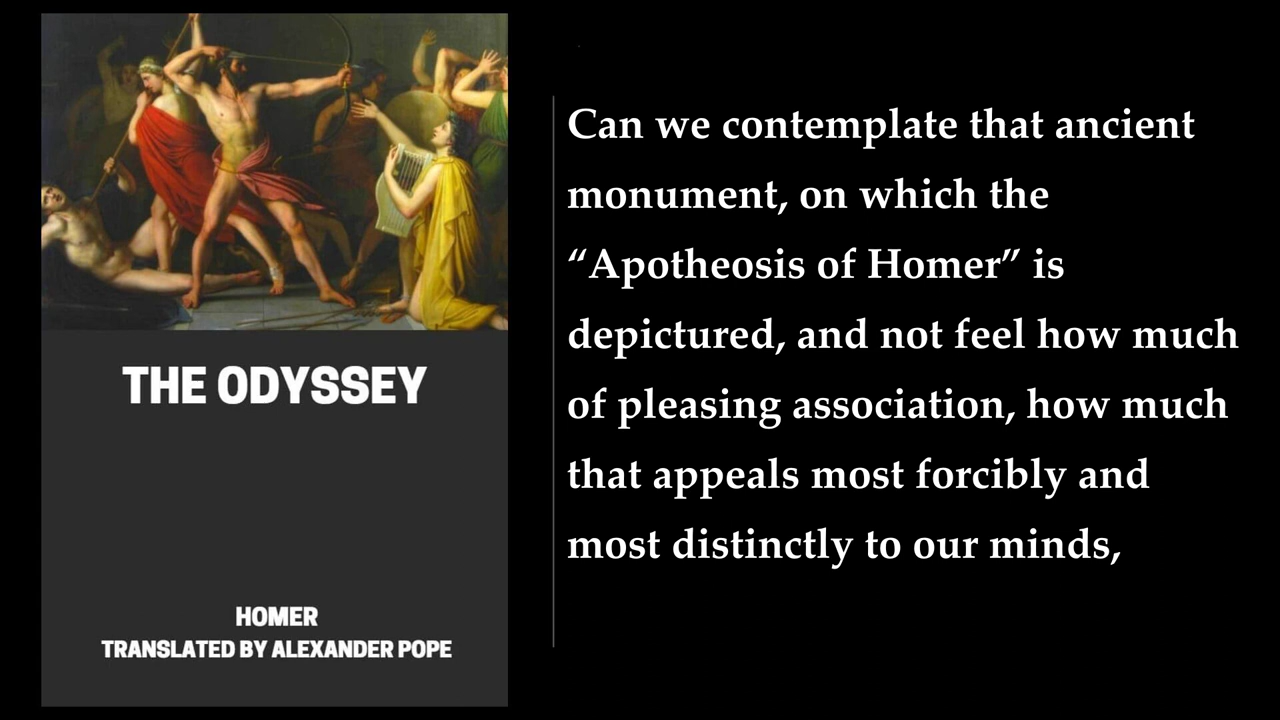 THE ODYSSEY
HOMER
TRANSLATED BY ALEXANDER POPE
Can we contemplate that ancient
monument, on which the
“Apotheosis of Homer” is
depictured, and not feel how much
of pleasing association, how much
that appeals most forcibly and
most distinctly to our minds,